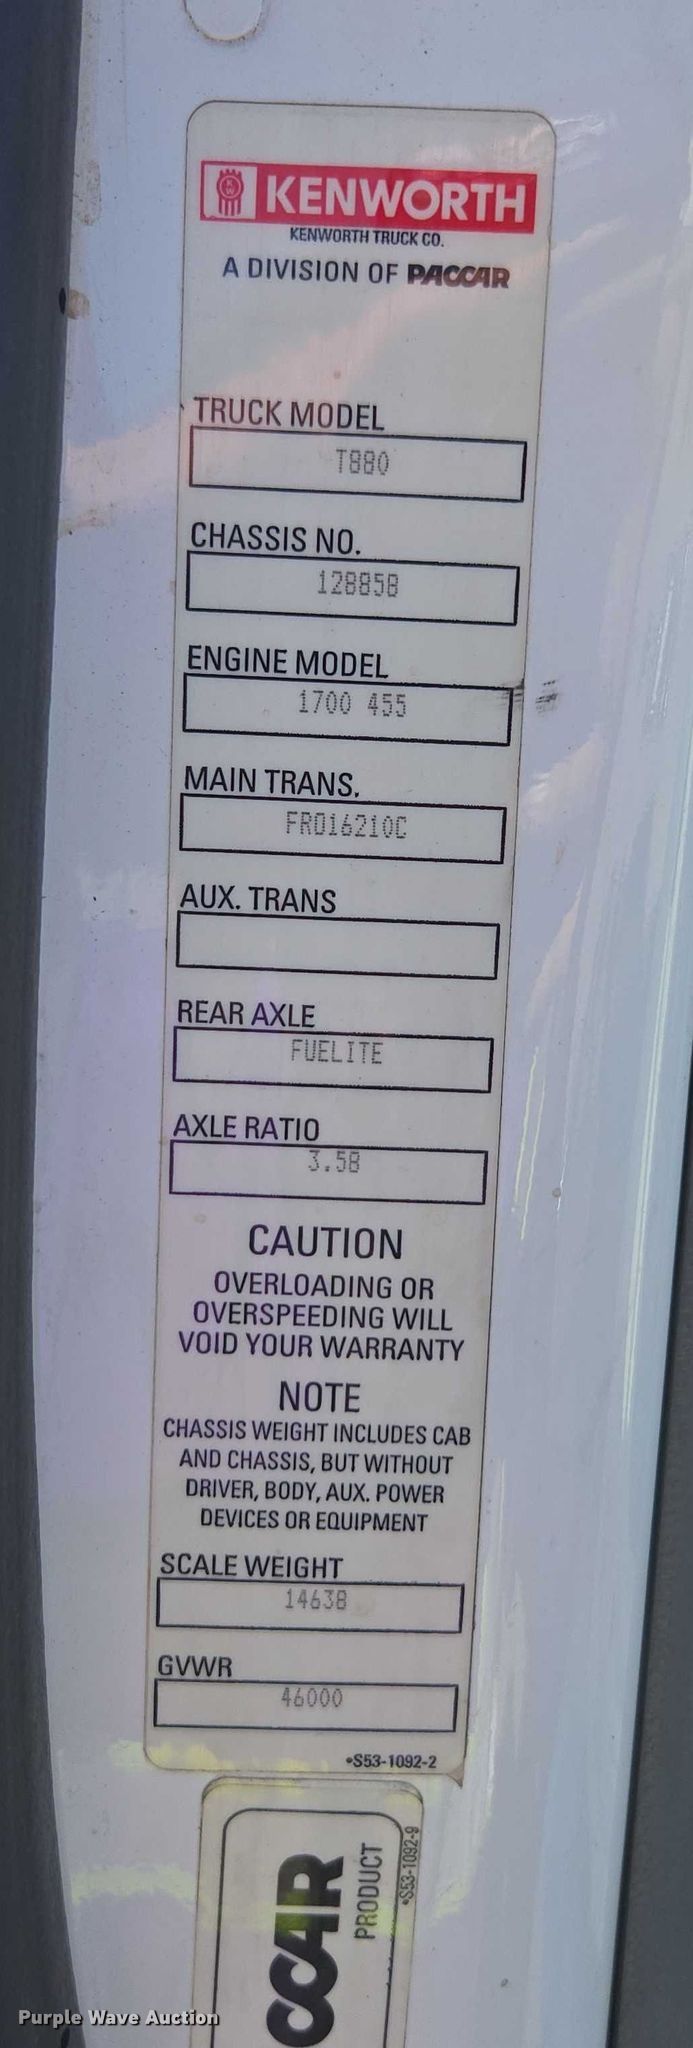 KW KENWORTH
KENWORTH TRUCK CO.
A DIVISION OF PACCAR
TRUCK MODEL
T880
CHASSIS NO.
128858
ENGINE MODEL
1700 455
MAIN TRANS.
FRO16210C
AUX. TRANS
REAR AXLE
FUELITE
AXLE RATIO
3.58
CAUTION
OVERLOADING OR
OVERSPEEDING WILL
VOID YOUR WARRANTY
NOTE
CHASSIS WEIGHT INCLUDES CAB
AND CHASSIS, BUT WITHOUT
DRIVER, BODY, AUX. POWER
DEVICES OR EQUIPMENT
SCALE WEIGHT
14638
GVWR
46000
•S53-1092-2
CCAR
PRODUCT
•S53-1092-9
Purple Wave Auction